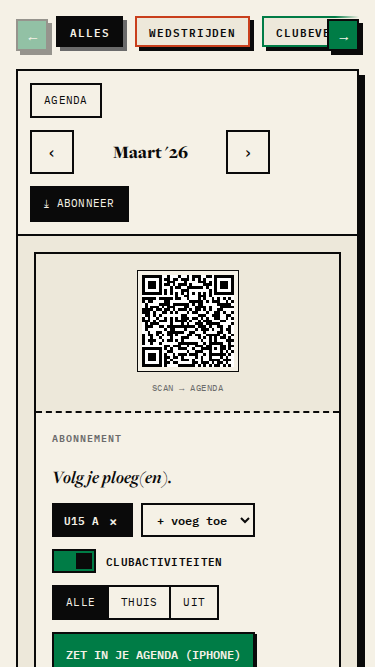 ← ALLES WEDSTRIJDEN CLUBEVE →
AGENDA
‹ Maart '26 ›
⤓ ABONNEER
SCAN → AGENDA
ABONNEMENT
Volg je ploeg(en).
U15 A × + voeg toe
CLUBACTIVITEITEN
ALLE THUIS UIT
ZET IN JE AGENDA (IPHONE)